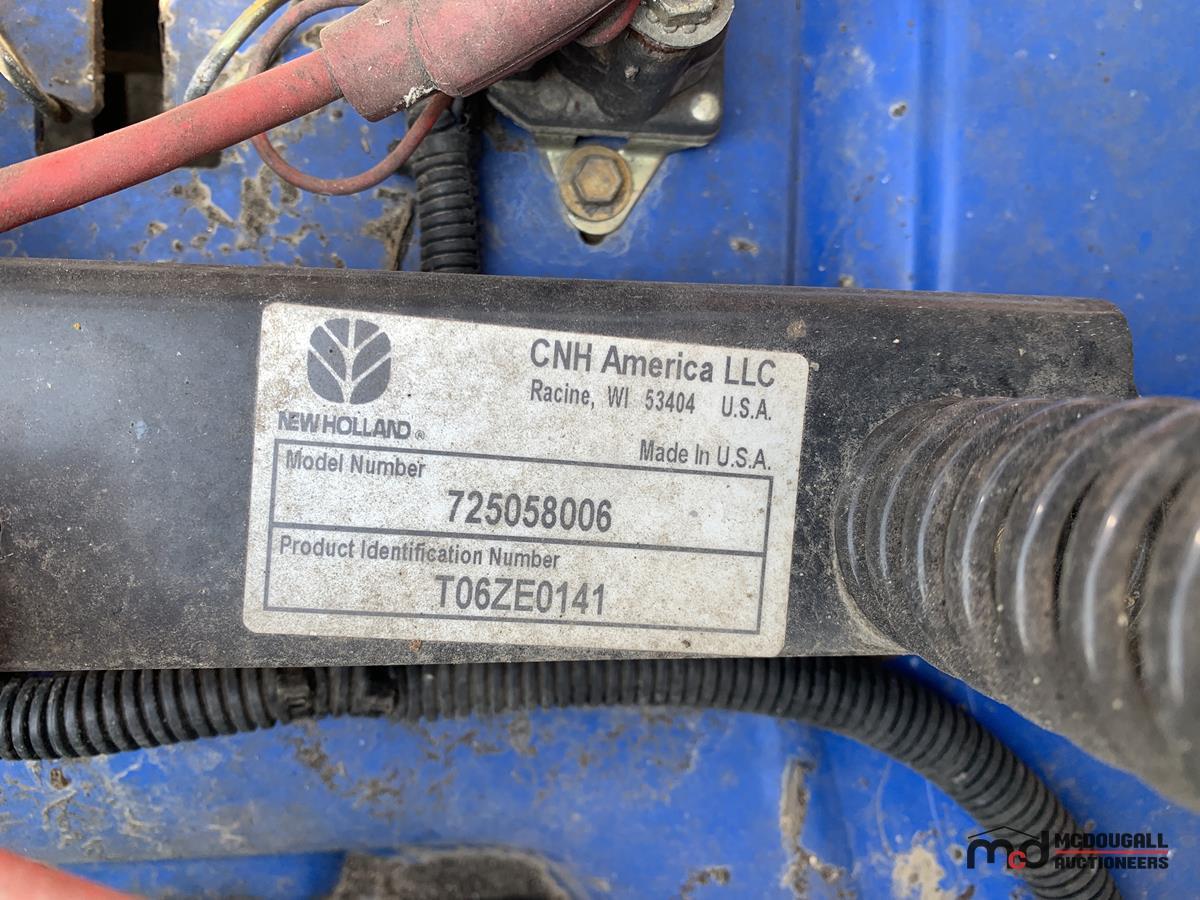 NEW HOLLAND®
CNH America LLC
Racine, WI 53404 U.S.A.
Made In U.S.A.
Model Number
725058006
Product Identification Number
T06ZE0141
mcd MCDOUGALL
AUCTIONEERS